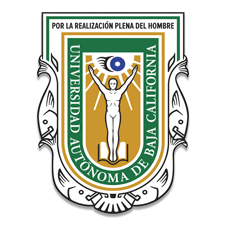 POR LA REALIZACIÓN PLENA DEL HOMBRE
UNIVERSIDAD AUTÓNOMA DE BAJA CALIFORNIA